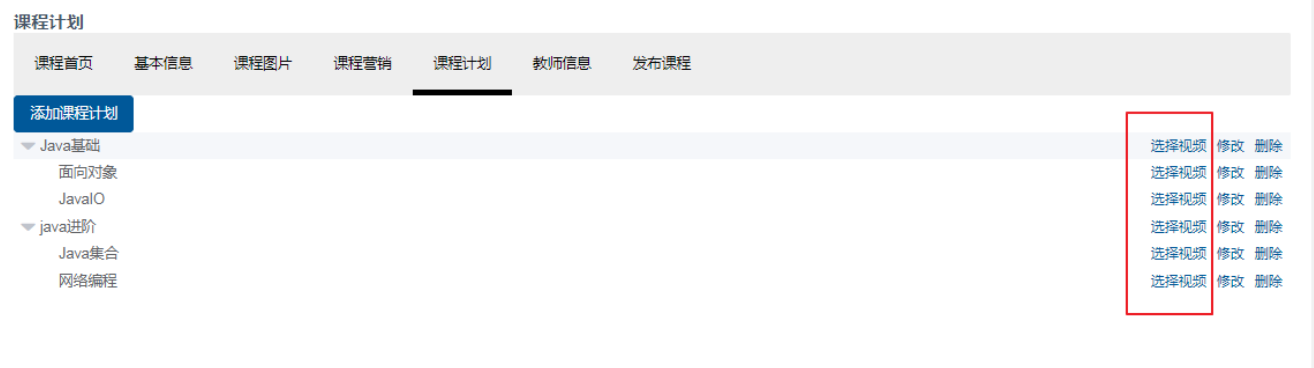 课程计划
课程首页 基本信息 课程图片 课程营销 课程计划 教师信息 发布课程
添加课程计划
Java基础 选择视频 修改 删除
面向对象 选择视频 修改 删除
JavaIO 选择视频 修改 删除
java进阶 选择视频 修改 删除
Java集合 选择视频 修改 删除
网络编程 选择视频 修改 删除